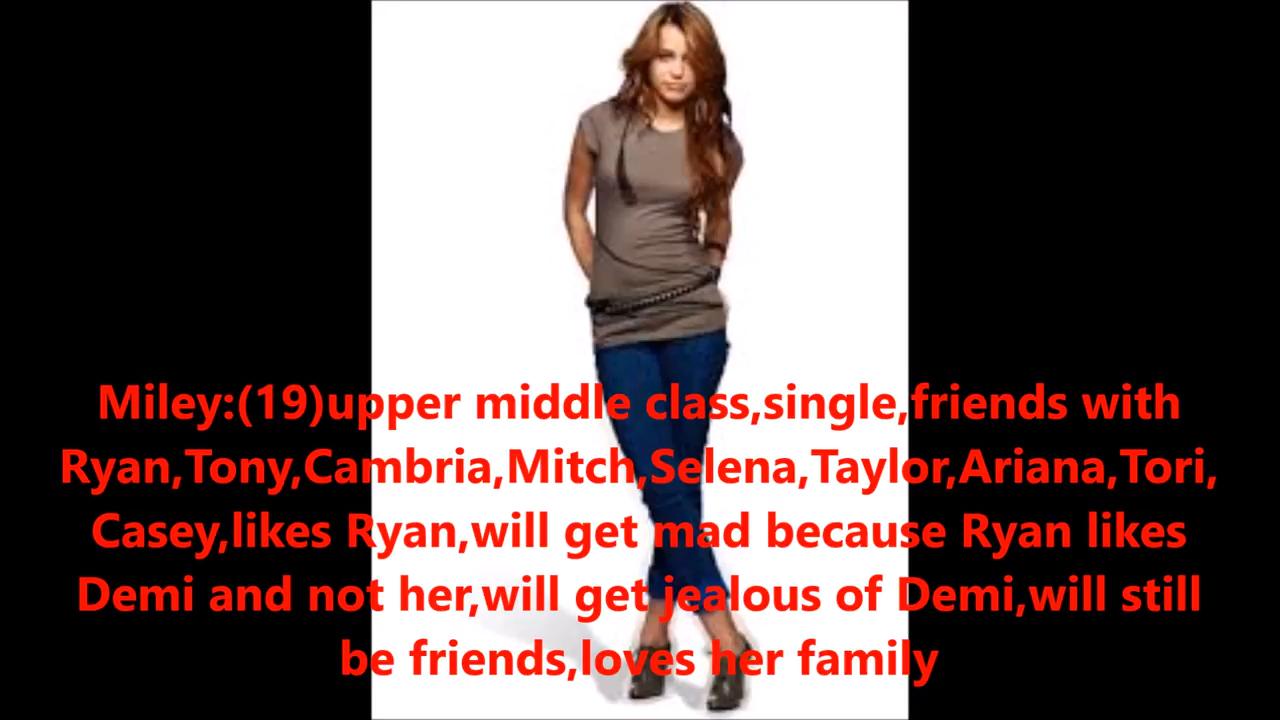 Miley:(19)upper middle class,single,friends with
Ryan,Tony,Cambria,Mitch,Selena,Taylor,Ariana,Tori,
Casey,likes Ryan,will get mad because Ryan likes
Demi and not her,will get jealous of Demi,will still
be friends,loves her family